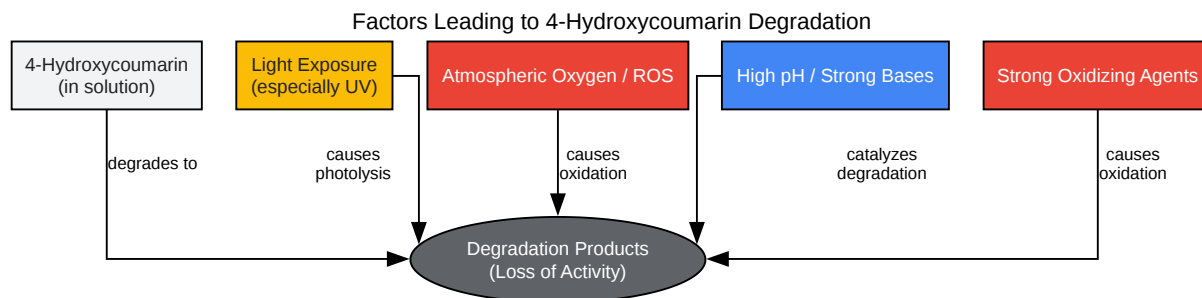 Factors Leading to 4-Hydroxycoumarin Degradation
4-Hydroxycoumarin
(in solution)
Light Exposure
(especially UV)
Atmospheric Oxygen / ROS
High pH / Strong Bases
Strong Oxidizing Agents
degrades to
causes
photolysis
causes
oxidation
catalyzes
degradation
causes
oxidation
Degradation Products
(Loss of Activity)